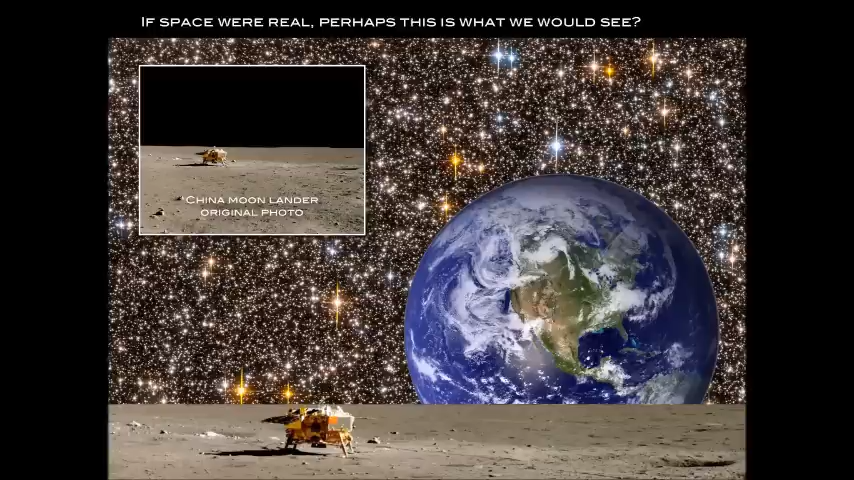 If space were real, perhaps this is what we would see?
*China moon lander
original photo